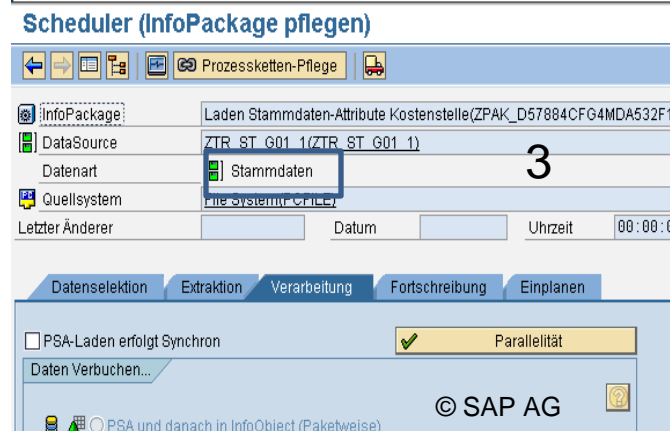 Scheduler (InfoPackage pflegen)
Prozessketten-Pflege
InfoPackage Laden Stammdaten-Attribute Kostenstelle(ZPAK_D57884CFG4MDA532F1
DataSource ZTR_ST_G01_1(ZTR_ST_G01_1)
Datenart Stammdaten 3
Quellsystem File System(PCFILE)
Letzter Änderer Datum Uhrzeit 00:00:0
Datenselektion Extraktion Verarbeitung Fortschreibung Einplanen
PSA-Laden erfolgt Synchron Parallelität
Daten Verbuchen...
© SAP AG
PSA und danach in InfoObject (Paketweise)